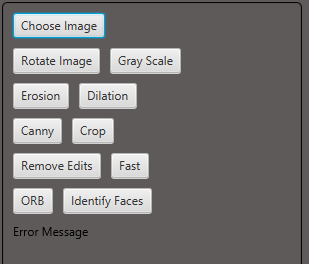 Choose Image
Rotate Image Gray Scale
Erosion Dilation
Canny Crop
Remove Edits Fast
ORB Identify Faces
Error Message